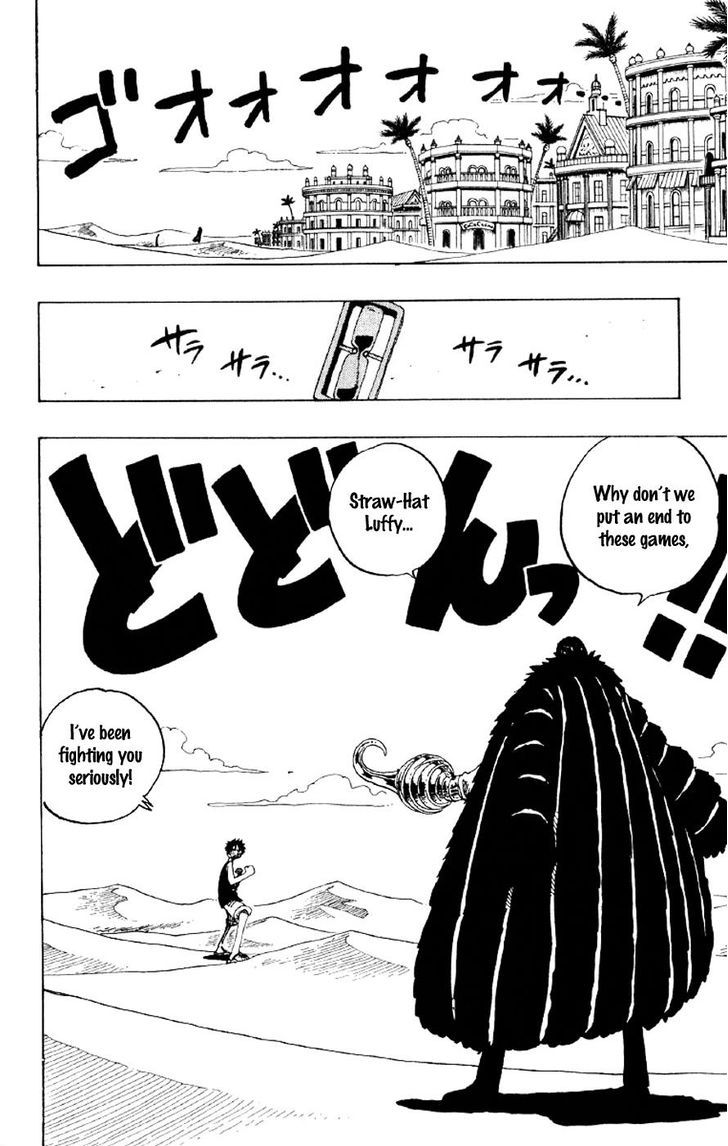 ゴオオオオオオ...
サラ
サラ...
サラ
サラ...
どどんっ!!
Why don't we
put an end to
these games,
Straw-Hat
Luffy...
I've been
fighting you
seriously!